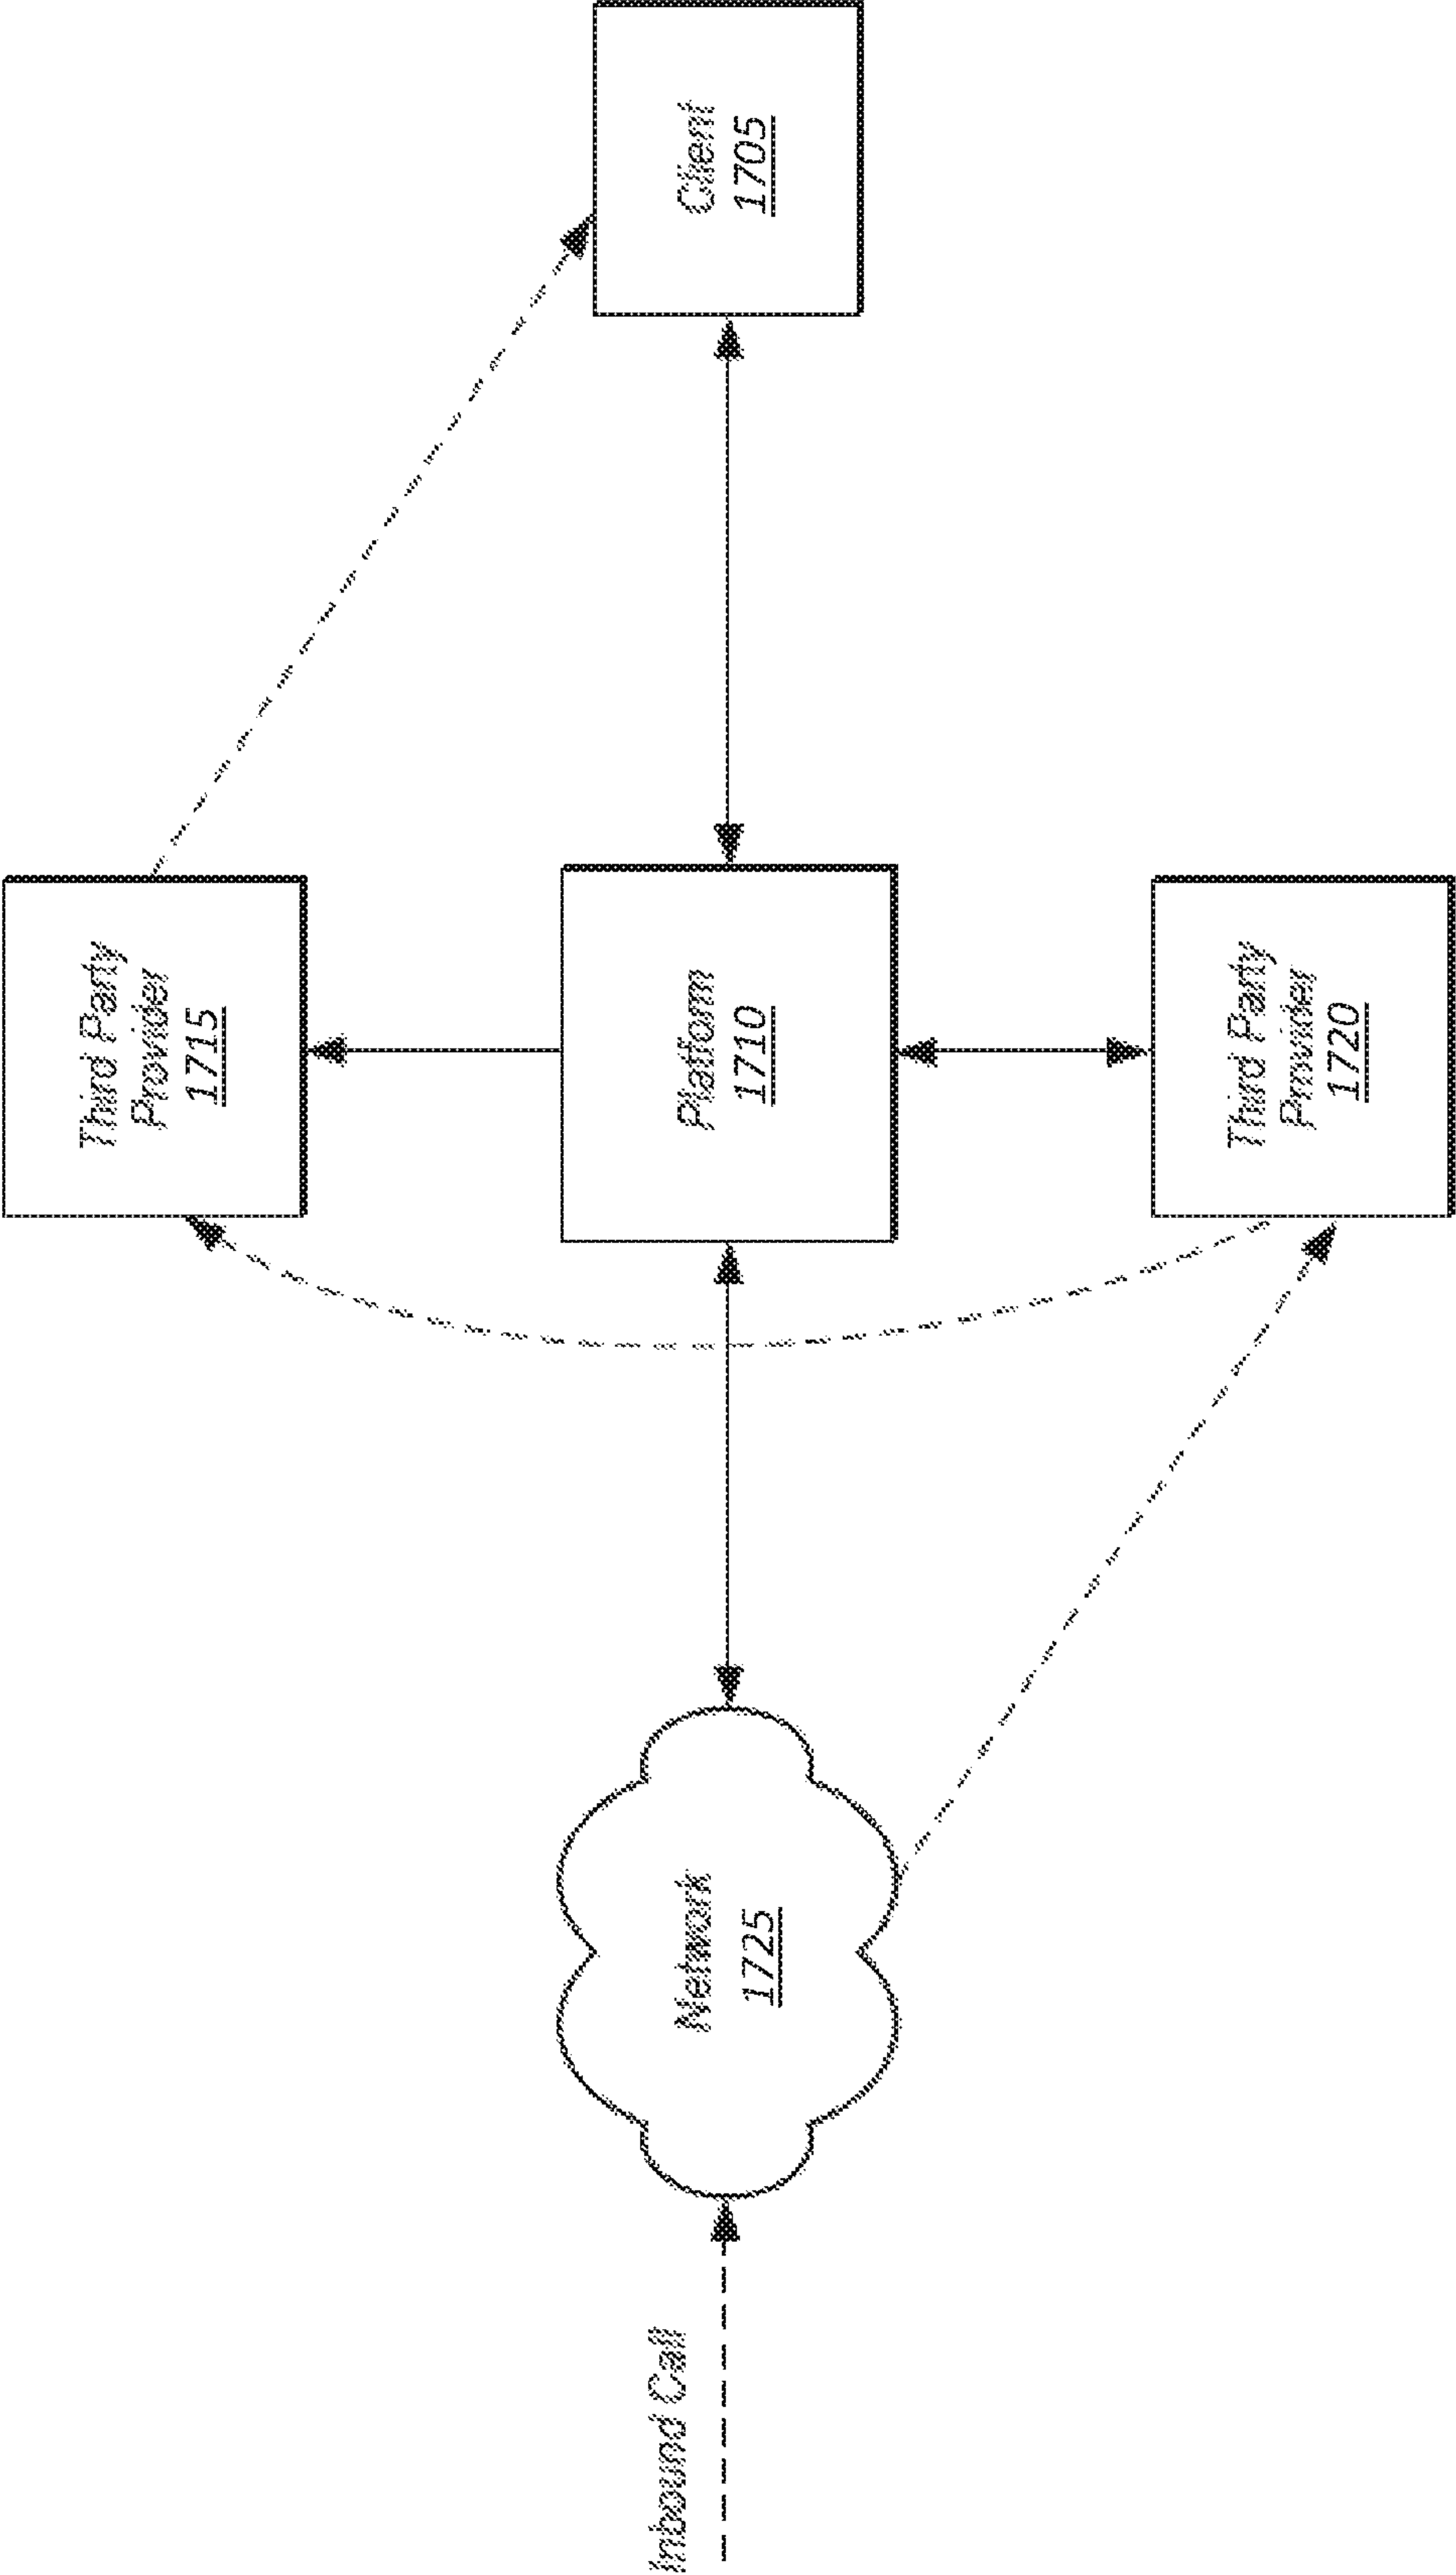 Inbound Call
Network
1725
Third Party
Provider
1715
Platform
1710
Third Party
Provider
1720
Client
1705